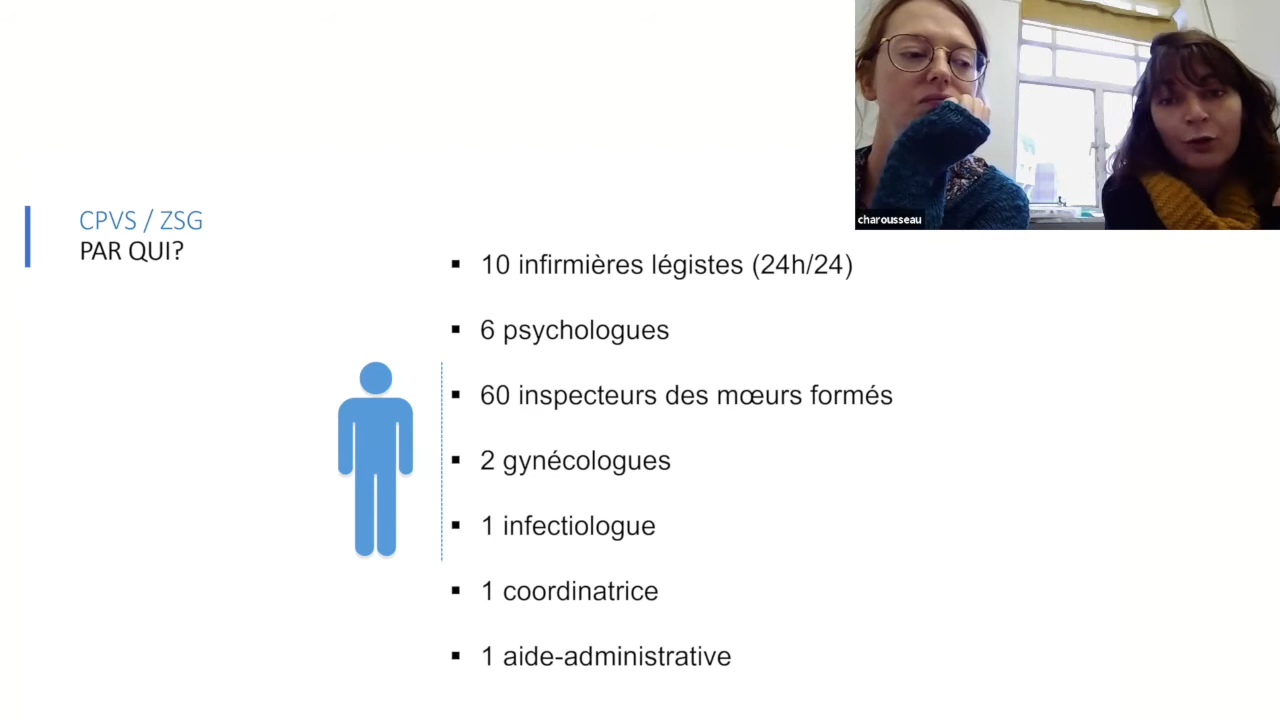 charousseau
CPVS / ZSG
PAR QUI?
▪ 10 infirmières légistes (24h/24)
▪ 6 psychologues
▪ 60 inspecteurs des mœurs formés
▪ 2 gynécologues
▪ 1 infectiologue
▪ 1 coordinatrice
▪ 1 aide-administrative